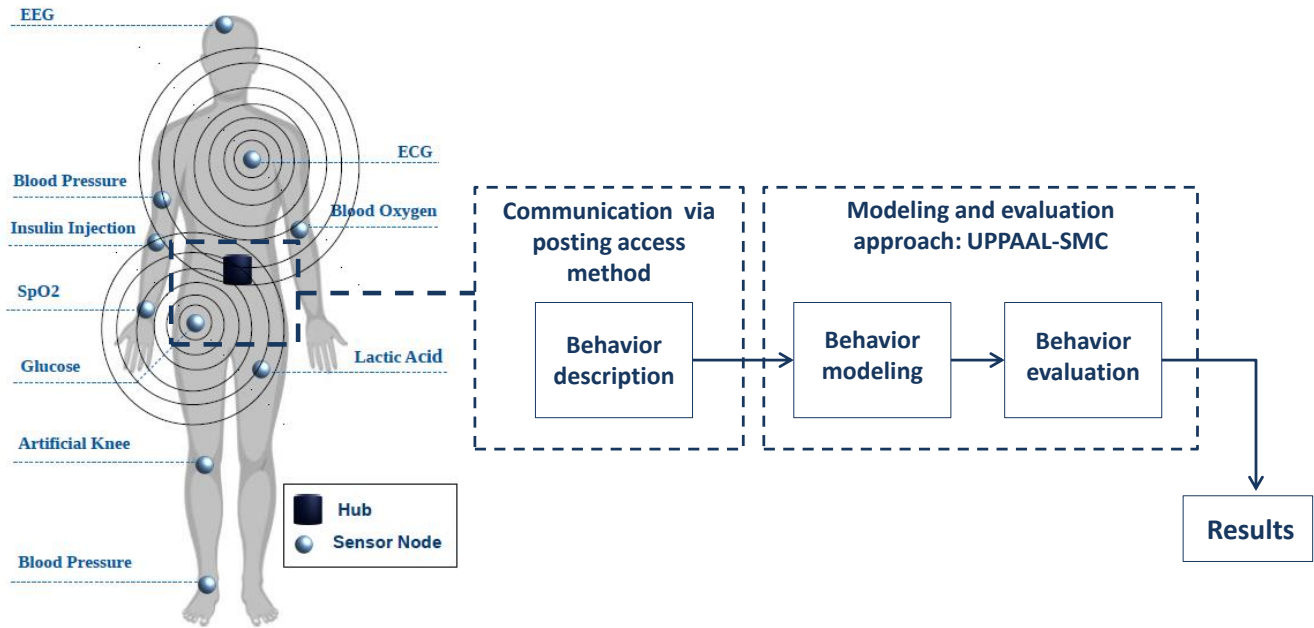 EEG
ECG
Blood Pressure
Blood Oxygen
Insulin Injection
SpO2
Glucose
Lactic Acid
Artificial Knee
Blood Pressure
Hub
Sensor Node
Communication via
posting access
method
Behavior
description
Modeling and evaluation
approach: UPPAAL-SMC
Behavior
modeling
Behavior
evaluation
Results